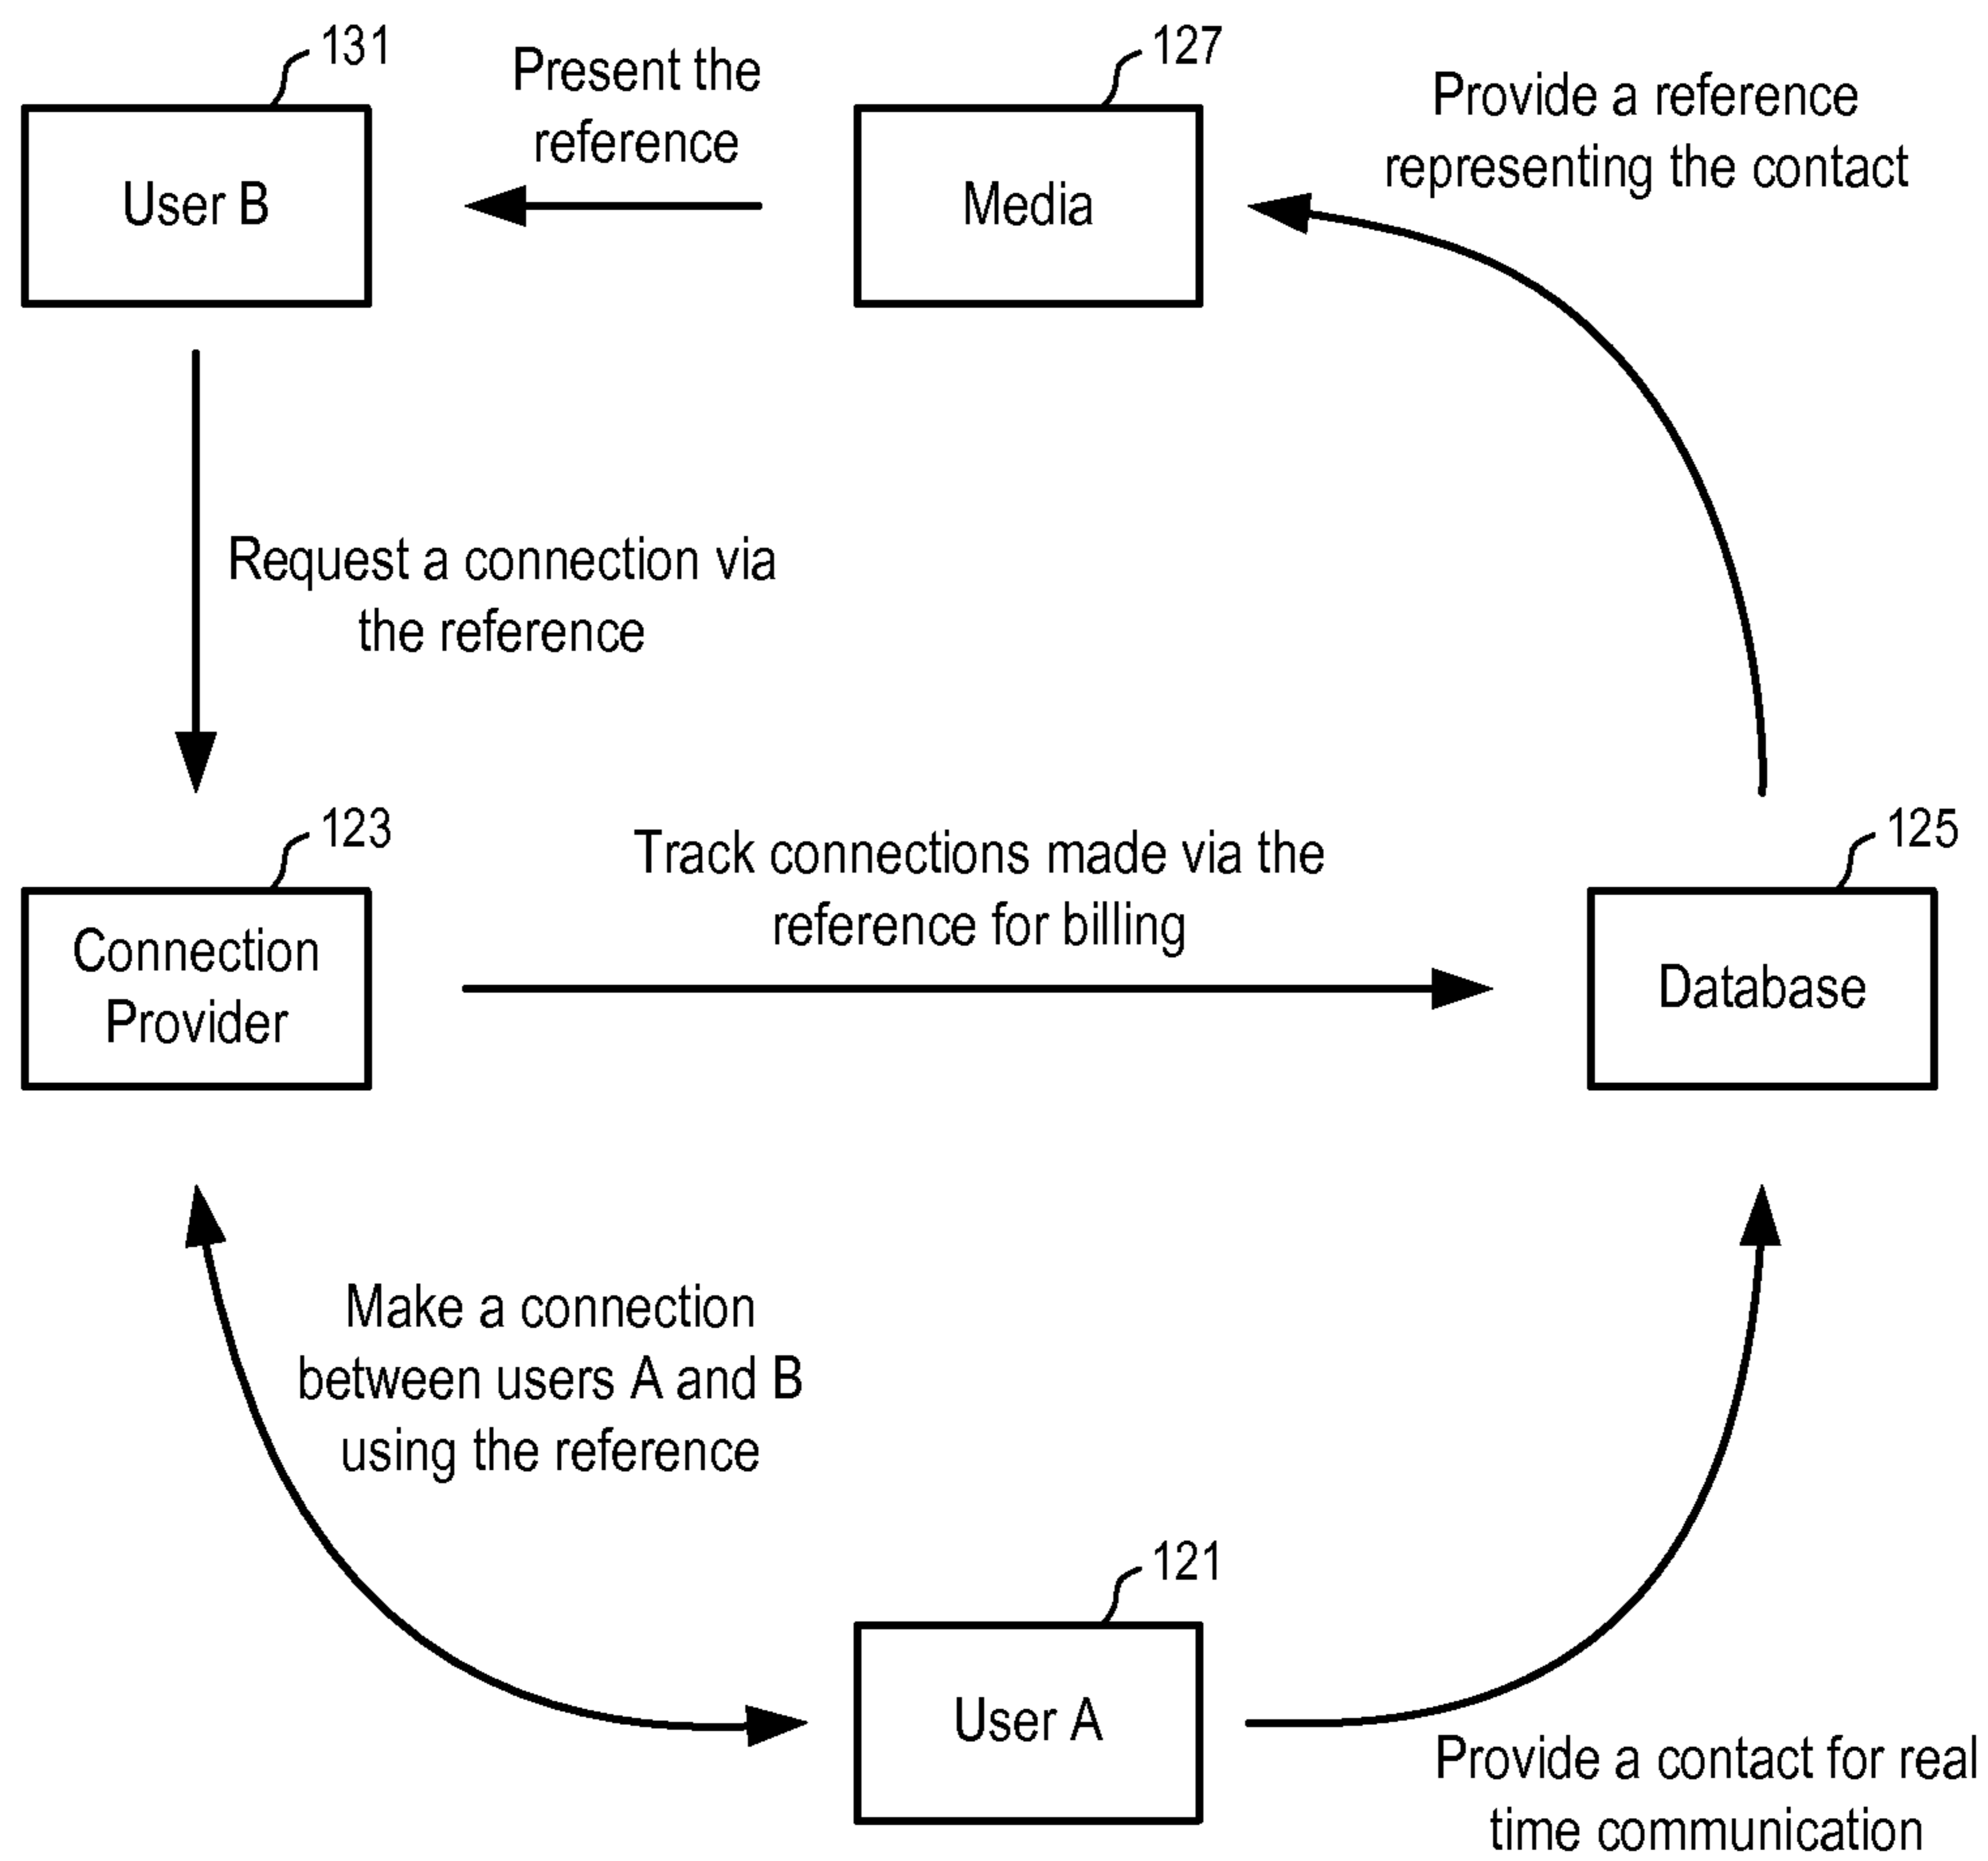 131
Present the
reference
127
Provide a reference
representing the contact
User B
Media
Request a connection via
the reference
123
Track connections made via the
reference for billing
125
Connection
Provider
Database
Make a connection
between users A and B
using the reference
121
User A
Provide a contact for real
time communication